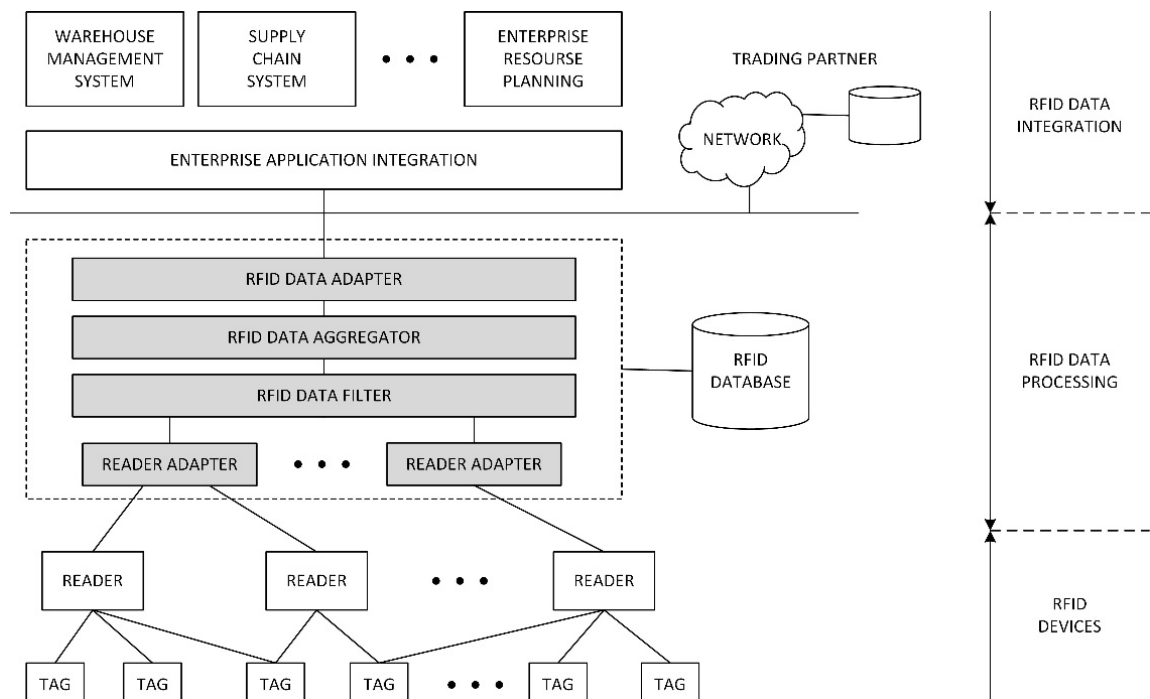 WAREHOUSE
MANAGEMENT
SYSTEM
SUPPLY
CHAIN
SYSTEM
ENTERPRISE
RESOURSE
PLANNING
TRADING PARTNER
NETWORK
RFID DATA
INTEGRATION
ENTERPRISE APPLICATION INTEGRATION
RFID DATA ADAPTER
RFID DATA AGGREGATOR
RFID DATA FILTER
READER ADAPTER
READER ADAPTER
RFID
DATABASE
RFID DATA
PROCESSING
READER
READER
READER
RFID
DEVICES
TAG
TAG
TAG
TAG
TAG
TAG